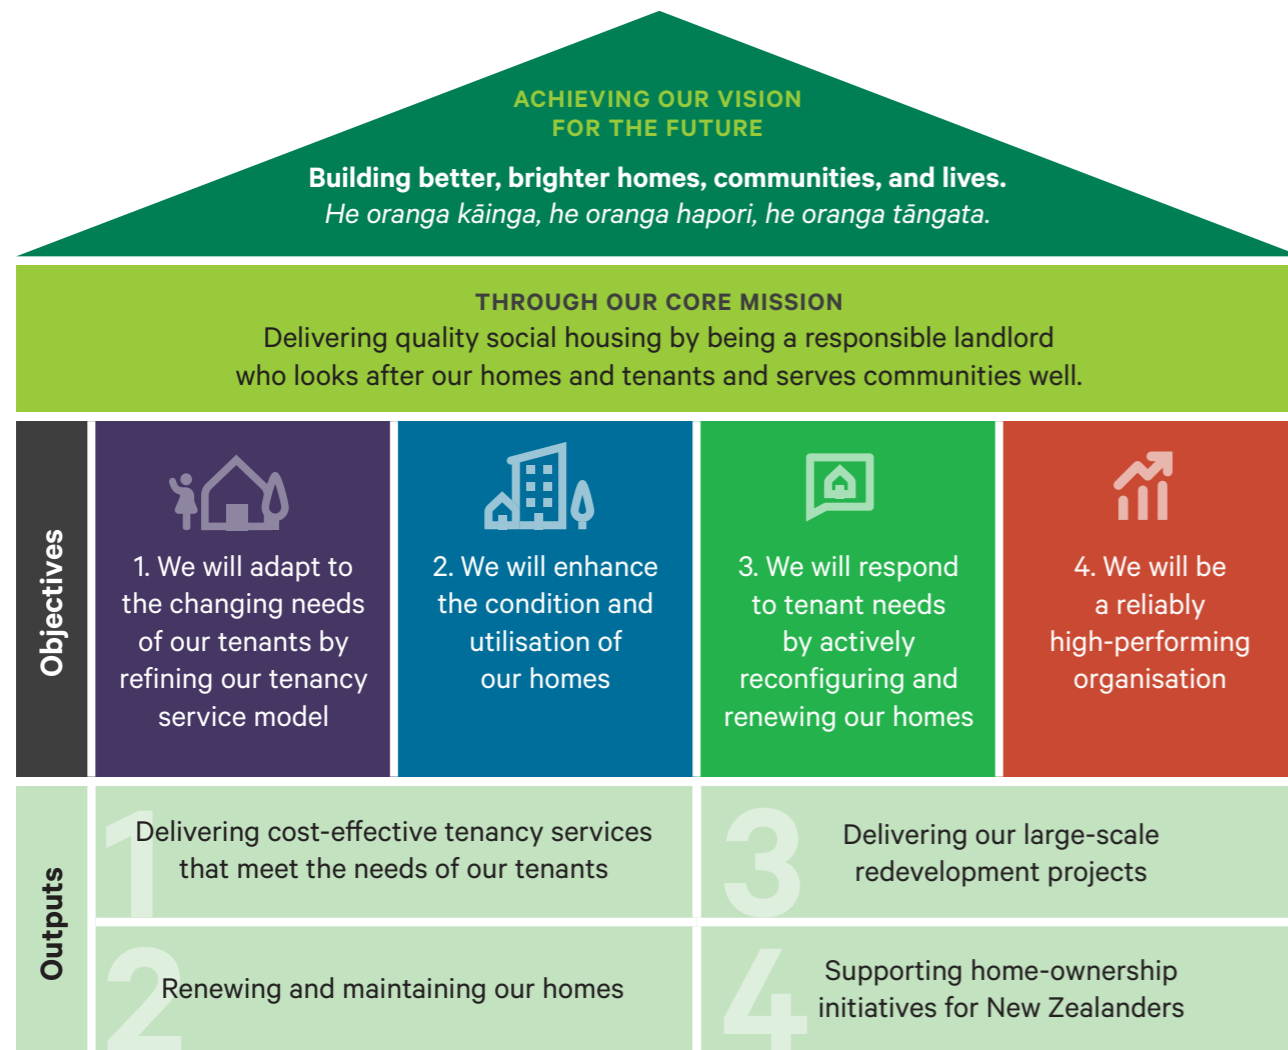 ACHIEVING OUR VISION
FOR THE FUTURE
Building better, brighter homes, communities, and lives.
He oranga kāinga, he oranga hapori, he oranga tāngata.
THROUGH OUR CORE MISSION
Delivering quality social housing by being a responsible landlord
who looks after our homes and tenants and serves communities well.
Objectives
1. We will adapt to
the changing needs
of our tenants by
refining our tenancy
service model
2. We will enhance
the condition and
utilisation of
our homes
3. We will respond
to tenant needs
by actively
reconfiguring and
renewing our homes
4. We will be
a reliably
high-performing
organisation
Outputs
1
Delivering cost-effective tenancy services
that meet the needs of our tenants
2
Renewing and maintaining our homes
3
Delivering our large-scale
redevelopment projects
4
Supporting home-ownership
initiatives for New Zealanders